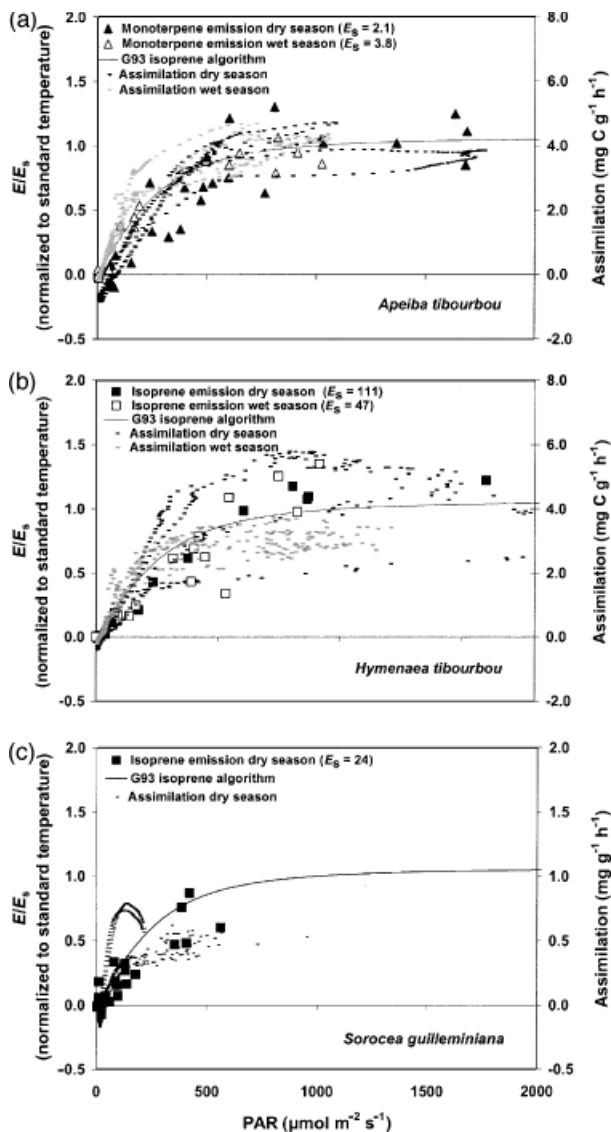 (a)
2.0
1.5
1.0
0.5
0.0
−0.5
E/Es
(normalized to standard temperature)
Monoterpene emission dry season (ES = 2.1)
Monoterpene emission wet season (ES = 3.8)
G93 isoprene algorithm
Assimilation dry season
Assimilation wet season
Apeiba tibourbou
8.0
6.0
4.0
2.0
0.0
-2.0
Assimilation (mg C g−1 h−1)
(b)
2.0
1.5
1.0
0.5
0.0
−0.5
E/Es
(normalized to standard temperature)
Isoprene emission dry season (ES = 111)
Isoprene emission wet season (ES = 47)
G93 isoprene algorithm
Assimilation dry season
Assimilation wet season
Hymenaea tibourbou
8.0
6.0
4.0
2.0
0.0
-2.0
Assimilation (mg C g−1 h−1)
(c)
2.0
1.5
1.0
0.5
0.0
−0.5
E/Es
(normalized to standard temperature)
Isoprene emission dry season (ES = 24)
G93 isoprene algorithm
Assimilation dry season
Sorocea guilleminiana
2.0
1.5
1.0
0.5
0.0
−0.5
Assimilation (mg g−1 h−1)
0 500 1000 1500 2000
PAR (μmol m−2 s−1)